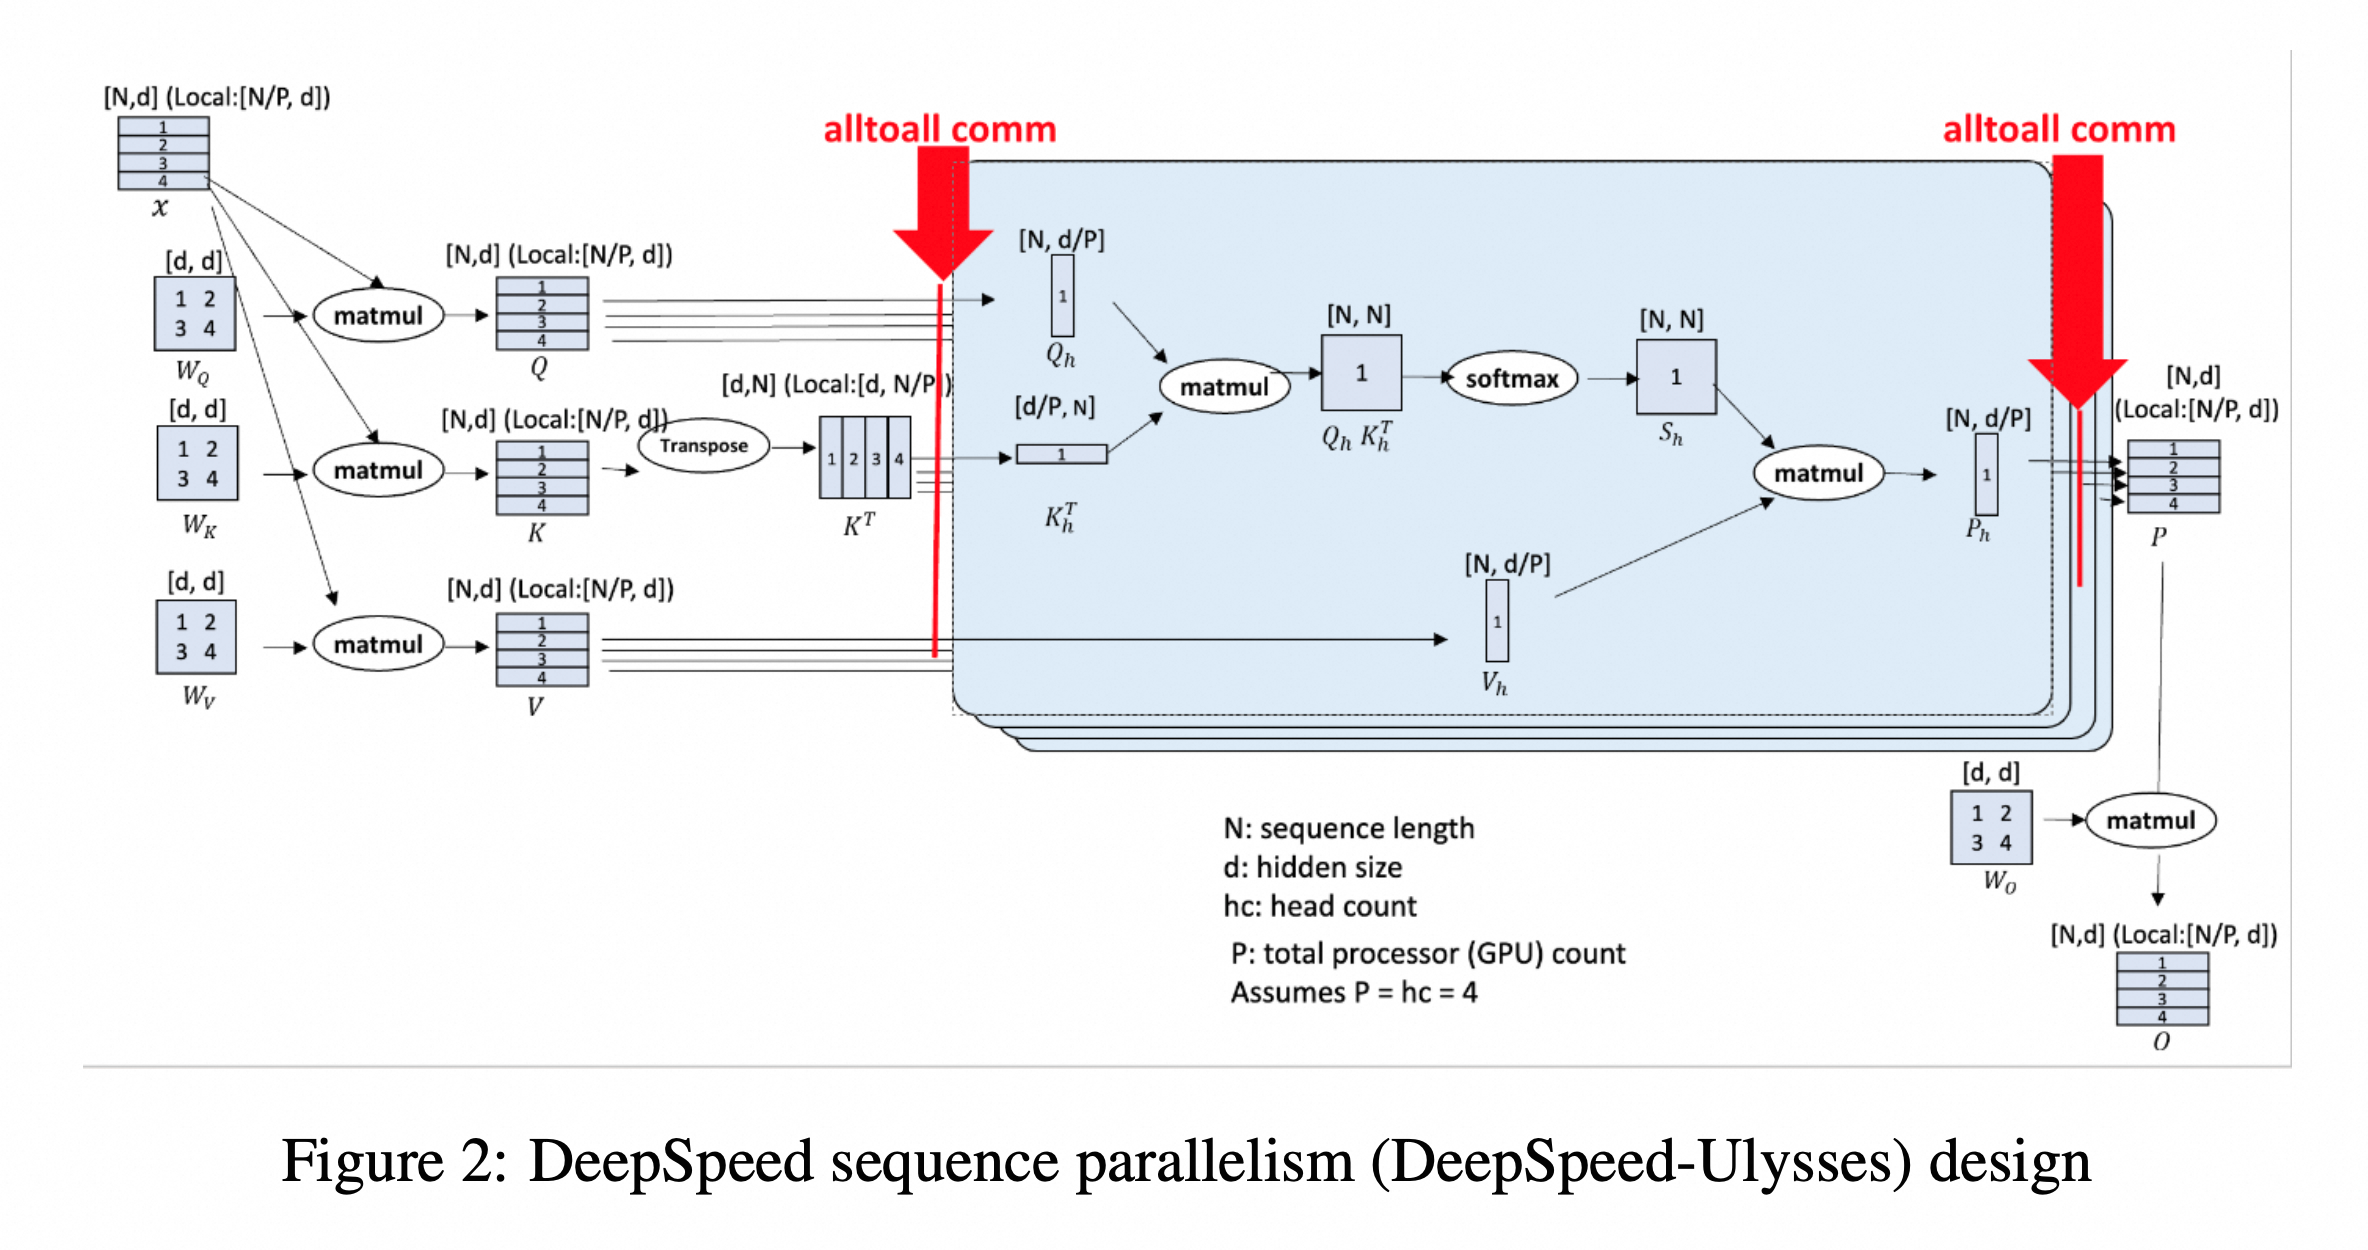 [N,d] (Local:[N/P, d])
1
2
3
4
x
[d, d]
1 2
3 4
W_Q
matmul
[N,d] (Local:[N/P, d])
1
2
3
4
Q
[d, d]
1 2
3 4
W_K
matmul
[N,d] (Local:[N/P, d])
1
2
3
4
K
Transpose
[d,N] (Local:[d, N/P])
1 2 3 4
K^T
[d, d]
1 2
3 4
W_V
matmul
[N,d] (Local:[N/P, d])
1
2
3
4
V
alltoall comm
[N, d/P]
1
Q_h
[d/P, N]
1
K_h^T
matmul
[N, N]
1
Q_h K_h^T
softmax
[N, N]
1
S_h
[N, d/P]
1
V_h
matmul
[N, d/P]
1
P_h
alltoall comm
[N,d]
(Local:[N/P, d])
1
2
3
4
P
[d, d]
1 2
3 4
W_O
matmul
[N,d] (Local:[N/P, d])
1
2
3
4
O
N: sequence length
d: hidden size
hc: head count
P: total processor (GPU) count
Assumes P = hc = 4
Figure 2: DeepSpeed sequence parallelism (DeepSpeed-Ulysses) design